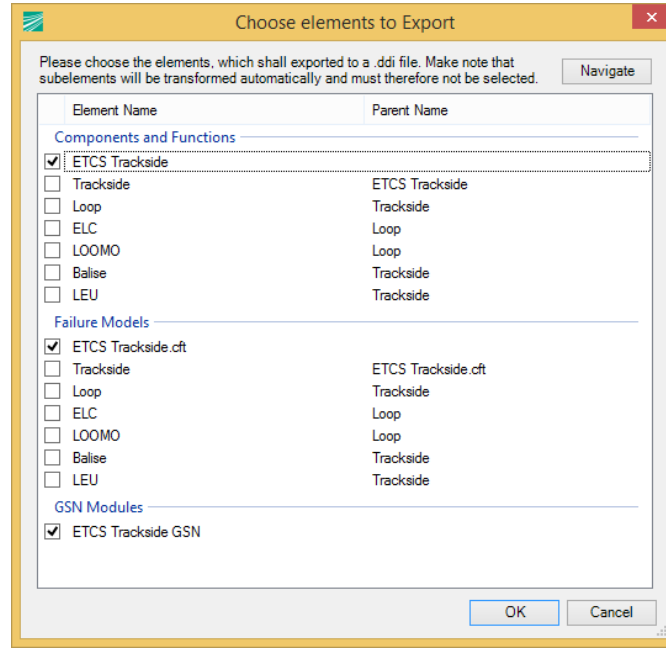 Choose elements to Export
Please choose the elements, which shall exported to a .ddi file. Make note that
subelements will be transformed automatically and must therefore not be selected.
Navigate
Element Name Parent Name
Components and Functions
ETCS Trackside
Trackside ETCS Trackside
Loop Trackside
ELC Loop
LOOMO Loop
Balise Trackside
LEU Trackside
Failure Models
ETCS Trackside.cft
Trackside ETCS Trackside.cft
Loop Trackside
ELC Loop
LOOMO Loop
Balise Trackside
LEU Trackside
GSN Modules
ETCS Trackside GSN
OK Cancel